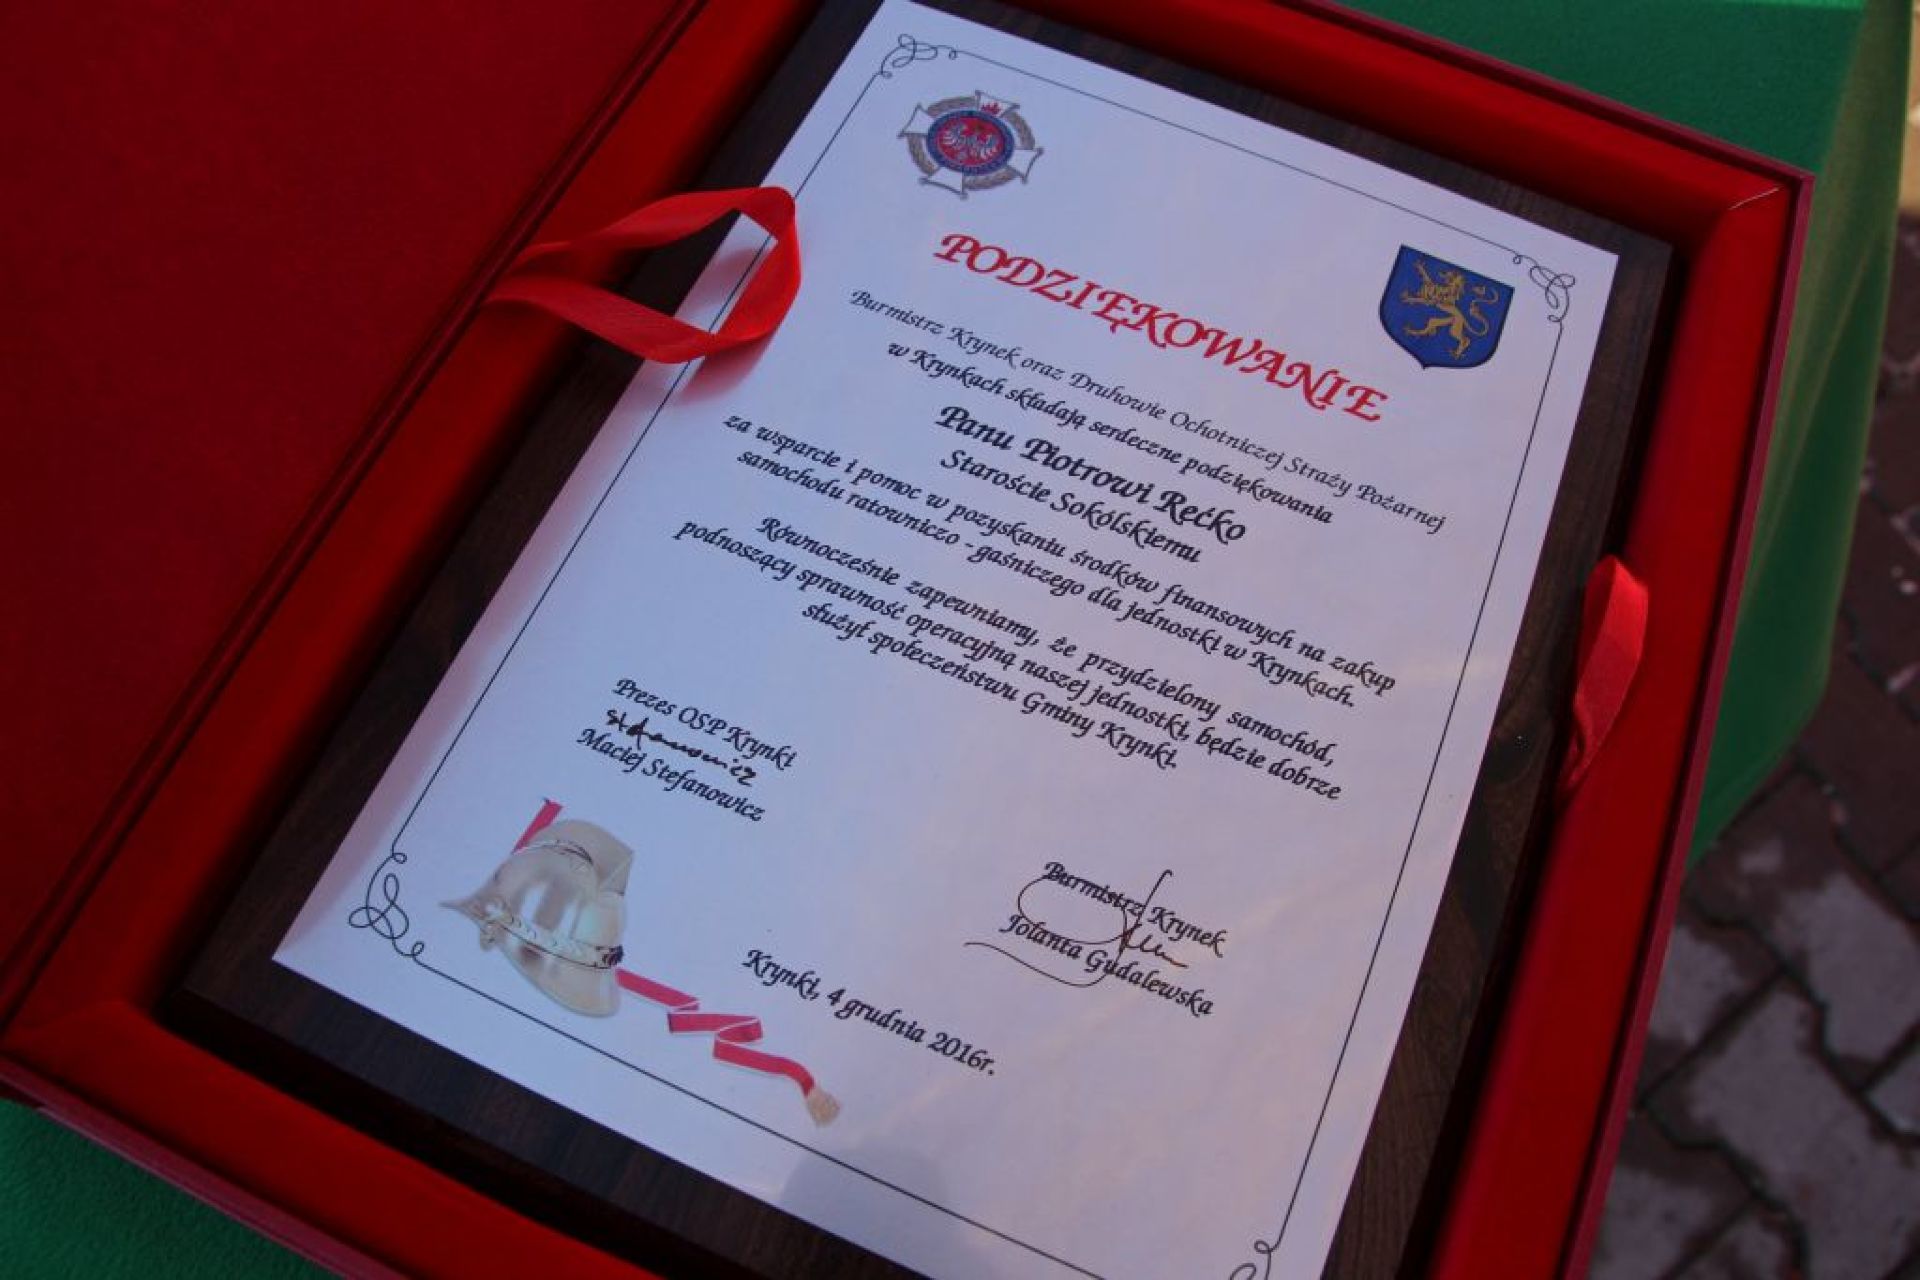 PODZIĘKOWANIE
Burmistrz Krynek oraz Druhowie Ochotniczej Straży Pożarnej
w Krynkach składają serdeczne podziękowania
Panu Piotrowi Rećko
Staroście Sokólskiemu
za wsparcie i pomoc w pozyskaniu środków finansowych na zakup
samochodu ratowniczo - gaśniczego dla jednostki w Krynkach.
Równocześnie zapewniamy, że przydzielony samochód,
podnoszący sprawność operacyjną naszej jednostki, będzie dobrze
służył społeczeństwu Gminy Krynki.
Prezes OSP Krynki
Stefanowicz
Maciej Stefanowicz
Burmistrz Krynek
Jolanta Gudalewska
Krynki, 4 grudnia 2016r.